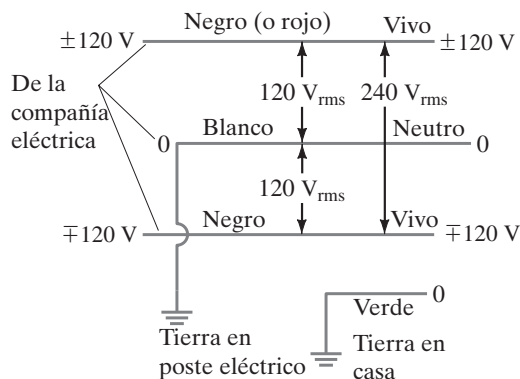 Negro (o rojo) Vivo
±120 V ±120 V
De la
compañía
eléctrica
120 Vrms 240 Vrms
0 Blanco Neutro 0
120 Vrms
∓120 V Negro Vivo ∓120 V
0
Verde
Tierra en
poste eléctrico
Tierra en
casa